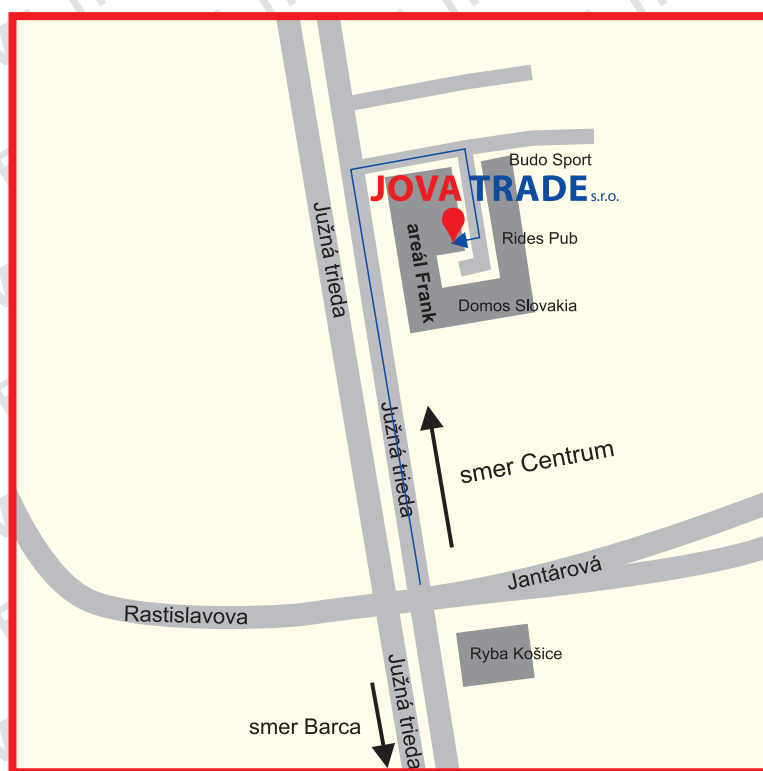 Budo Sport
JOVA TRADE s.r.o.
Južná trieda
areál Frank
Rides Pub
Domos Slovakia
Južná trieda
smer Centrum
Jantárová
Rastislavova
Ryba Košice
Južná trieda
smer Barca